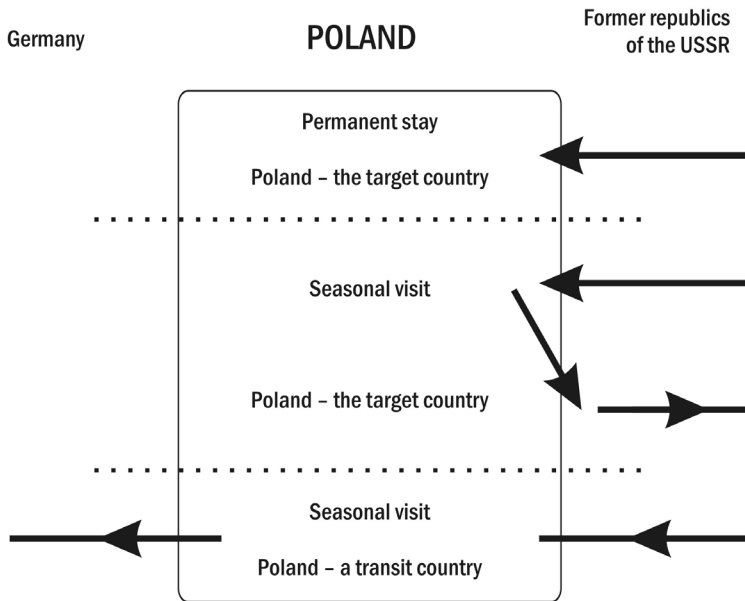 Germany
POLAND
Former republics
of the USSR
Permanent stay
Poland – the target country
Seasonal visit
Poland – the target country
Seasonal visit
Poland – a transit country